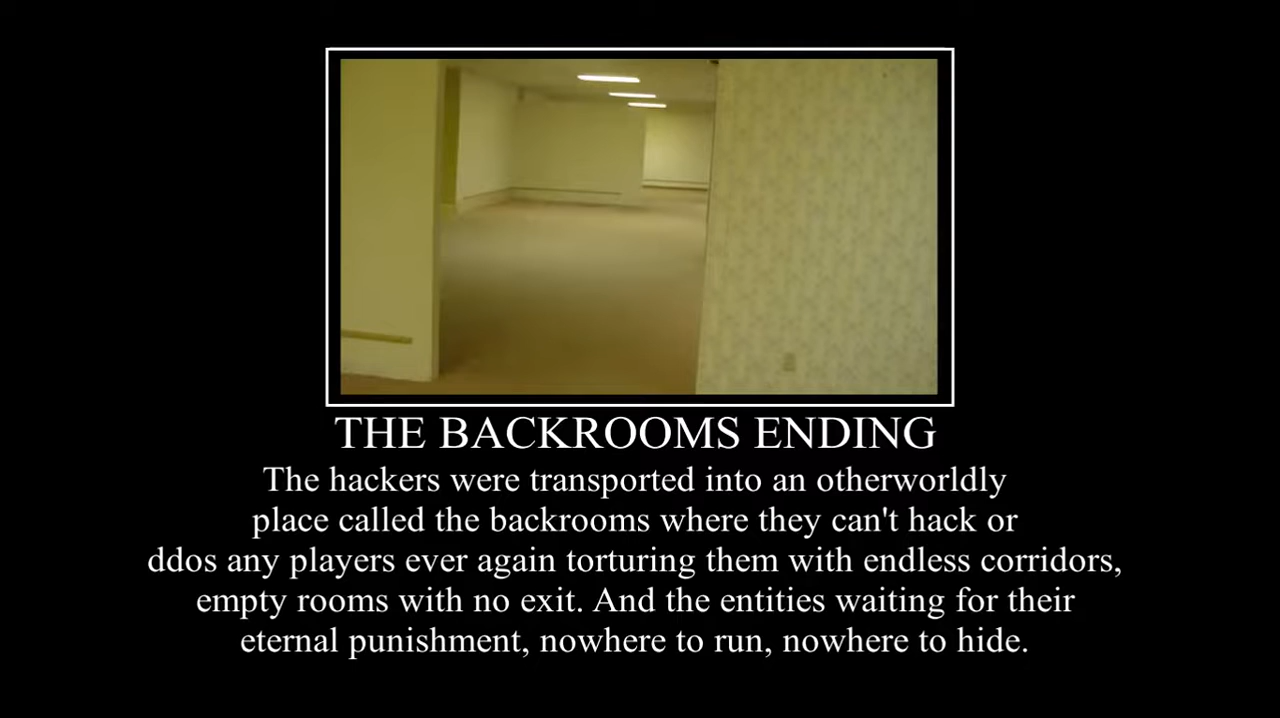 THE BACKROOMS ENDING
The hackers were transported into an otherworldly
place called the backrooms where they can't hack or
ddos any players ever again torturing them with endless corridors,
empty rooms with no exit. And the entities waiting for their
eternal punishment, nowhere to run, nowhere to hide.